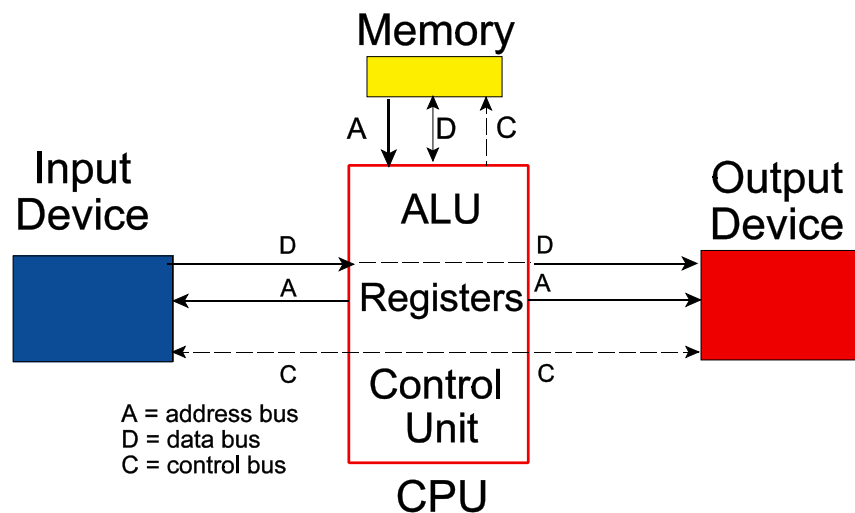 Memory
A
D
C
Input
Device
ALU
Output
Device
D
D
A
Registers
A
C
Control
Unit
C
A = address bus
D = data bus
C = control bus
CPU